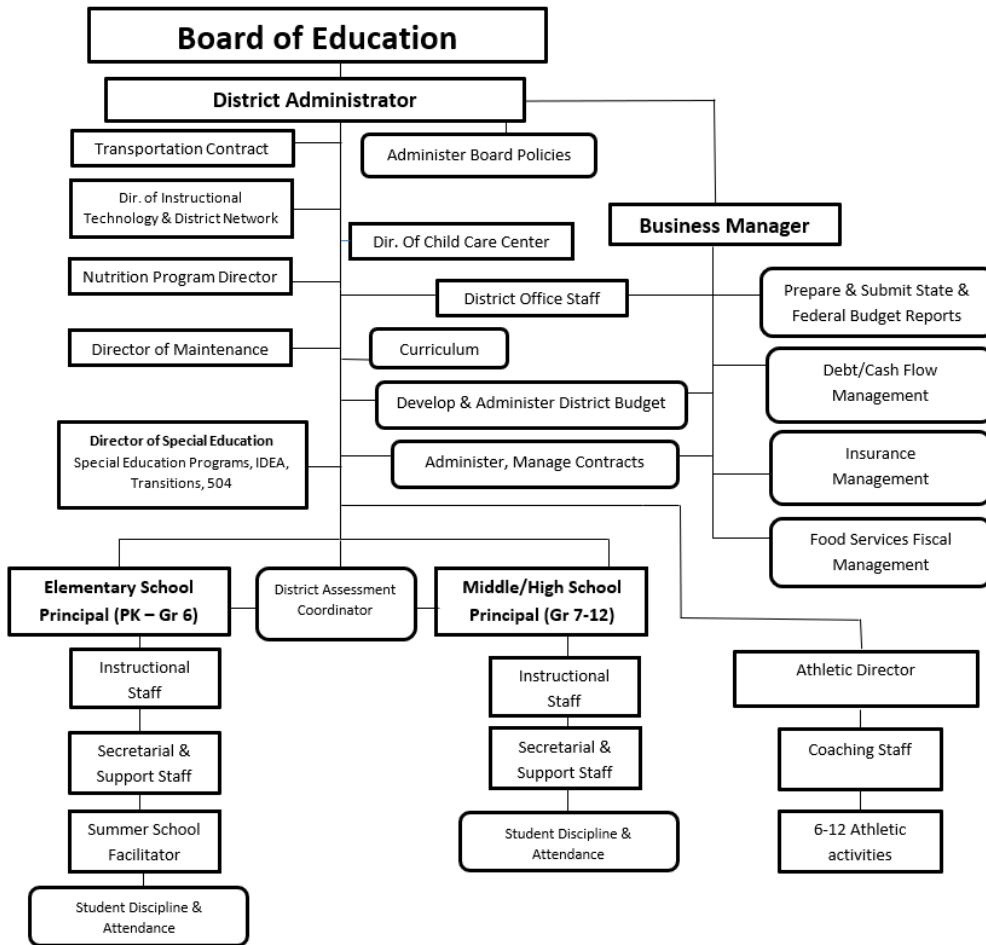 Board of Education
District Administrator
Transportation Contract
Administer Board Policies
Dir. of Instructional
Technology & District Network
Business Manager
Dir. Of Child Care Center
Nutrition Program Director
District Office Staff
Prepare & Submit State &
Federal Budget Reports
Director of Maintenance
Curriculum
Debt/Cash Flow
Management
Develop & Administer District Budget
Director of Special Education
Special Education Programs, IDEA,
Transitions, 504
Administer, Manage Contracts
Insurance
Management
Food Services Fiscal
Management
Elementary School
Principal (PK – Gr 6)
District Assessment
Coordinator
Middle/High School
Principal (Gr 7-12)
Instructional
Staff
Instructional
Staff
Athletic Director
Secretarial &
Support Staff
Secretarial &
Support Staff
Coaching Staff
Summer School
Facilitator
Student Discipline &
Attendance
6-12 Athletic
activities
Student Discipline &
Attendance